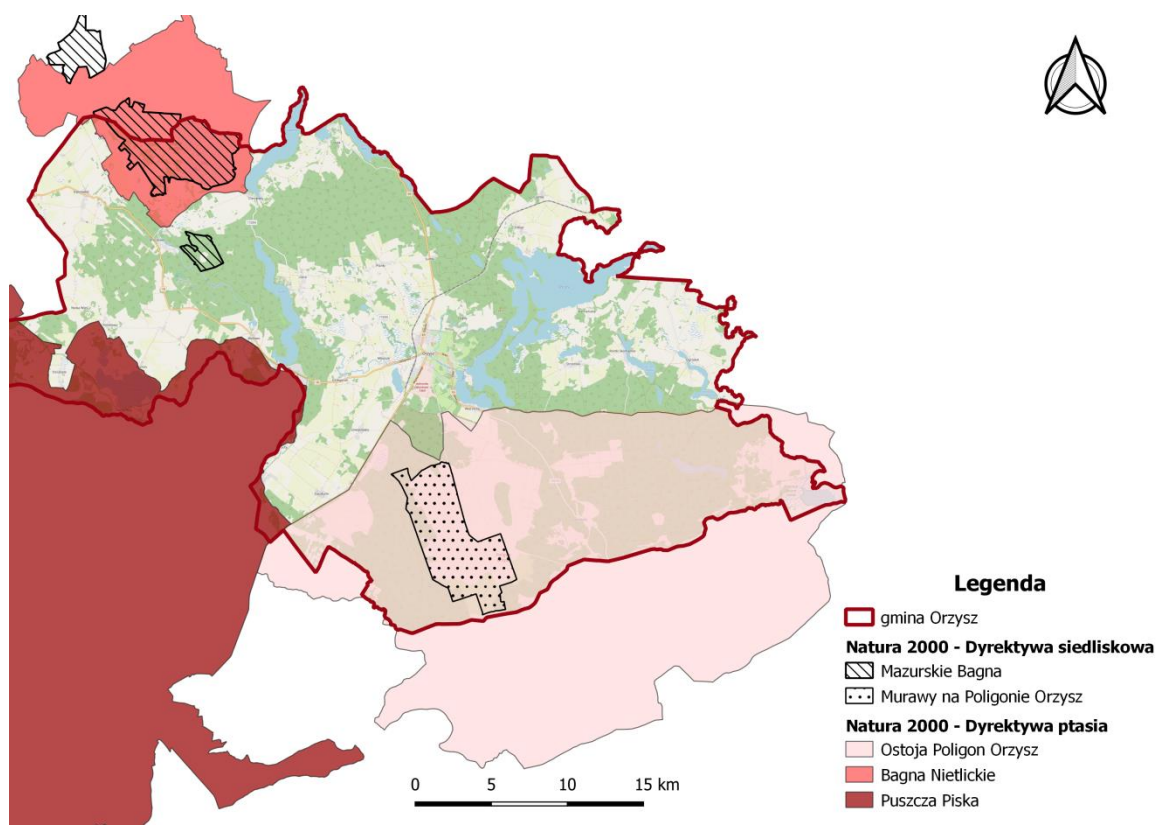 Legenda
gmina Orzysz
Natura 2000 - Dyrektywa siedliskowa
Mazurskie Bagna
Murawy na Poligonie Orzysz
Natura 2000 - Dyrektywa ptasia
Ostoja Poligon Orzysz
Bagna Nietlickie
Puszcza Piska
0 5 10 15 km